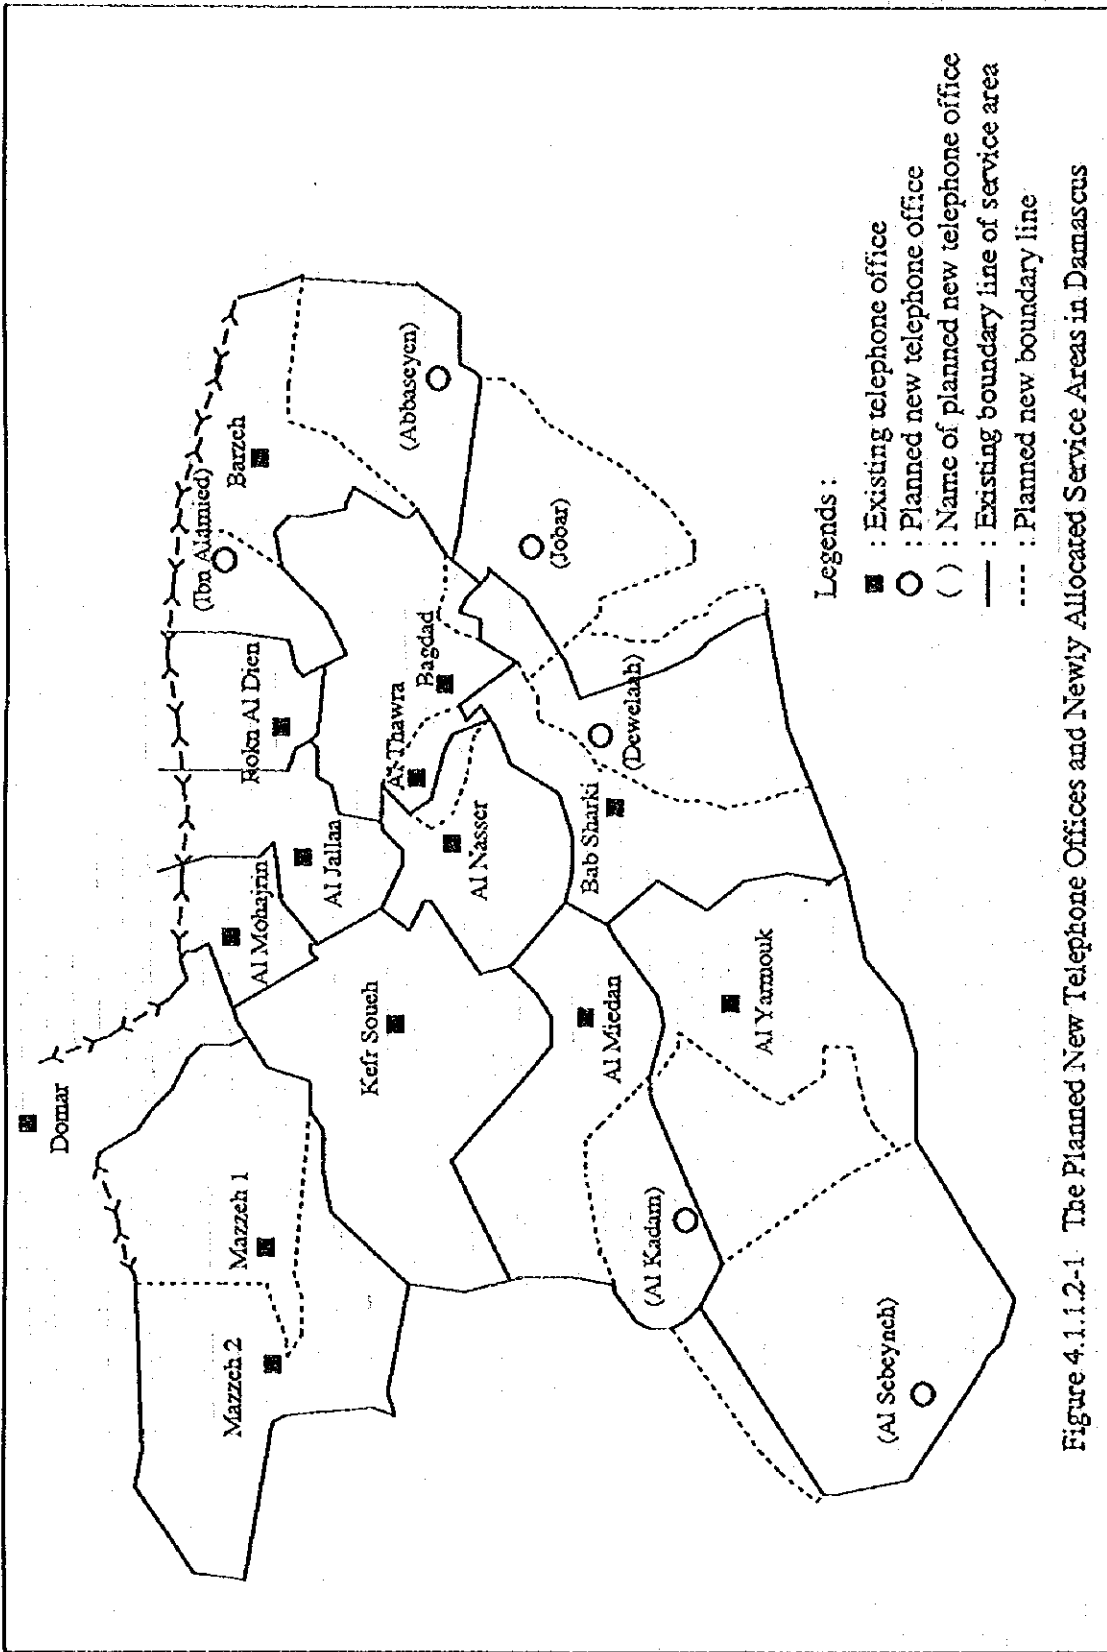 Domar
Mazzeh 2
Mazzeh 1
Al Mohajrin
Al Jallaa
Rokn Al Dien
(Ibn Alamied)
Barzeh
Kefr Soueh
Al Nasser
At-Thawra
Bagdad
(Abbaseyen)
(Jobar)
(Dewelaah)
Bab Sharki
Al Miedan
Al Yarmouk
(Al Kadam)
(Al Sebeyneh)
Legends :
: Existing telephone office
: Planned new telephone office
( ) : Name of planned new telephone office
: Existing boundary line of service area
: Planned new boundary line
Figure 4.1.1.2-1 The Planned New Telephone Offices and Newly Allocated Service Areas in Damascus